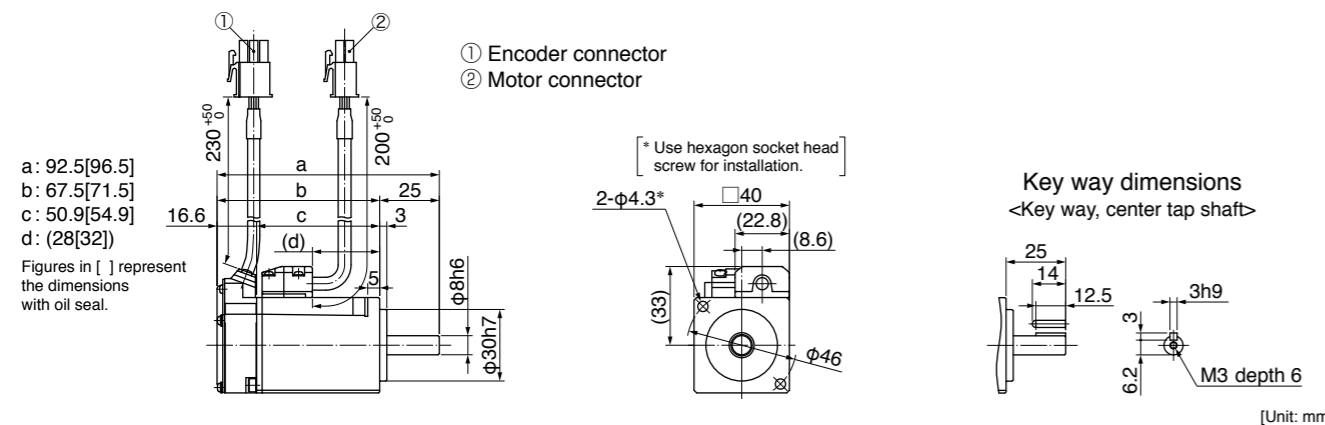 ①
②
① Encoder connector
② Motor connector
230 +50 0
200 +50 0
a: 92.5[96.5]
b: 67.5[71.5]
c: 50.9[54.9]
d: (28[32])
Figures in [ ] represent
the dimensions
with oil seal.
a
b
25
16.6
c
3
(d)
5
φ8h6
φ30h7
* Use hexagon socket head
screw for installation.
2-φ4.3*
□40
(22.8)
(8.6)
(33)
φ46
Key way dimensions
<Key way, center tap shaft>
25
14
12.5
3h9
3
6.2
M3 depth 6
[Unit: mm